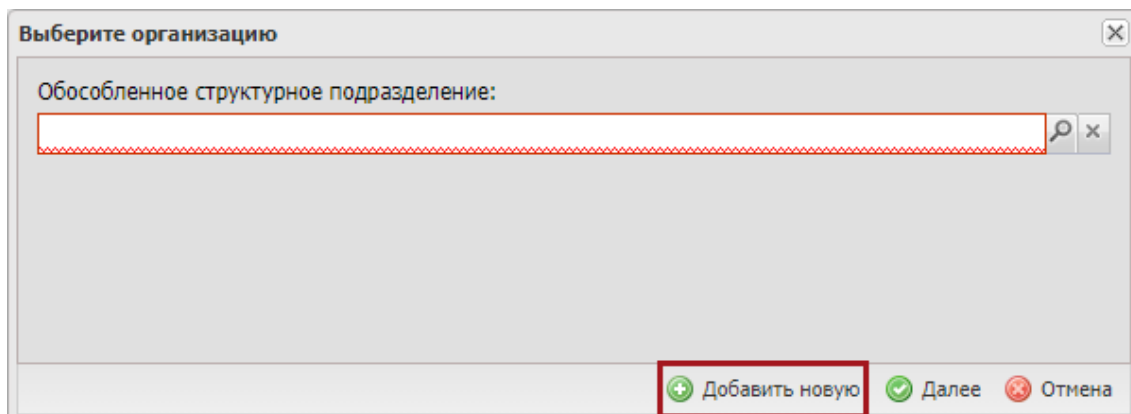 Выберите организацию
Обособленное структурное подразделение:
Добавить новую Далее Отмена